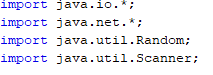 import java.io.*;
import java.net.*;
import java.util.Random;
import java.util.Scanner;